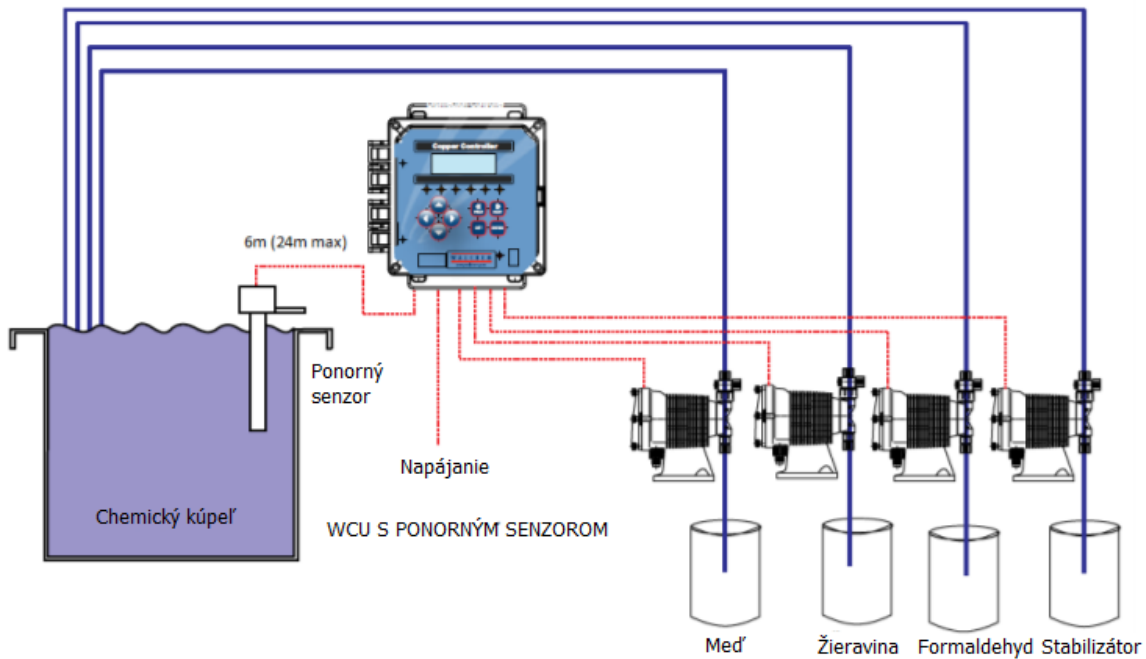 Copper Controller
6m (24m max)
Ponorný
senzor
Napájanie
Chemický kúpeľ
WCU S PONORNÝM SENZOROM
Meď
Žieravina
Formaldehyd
Stabilizátor